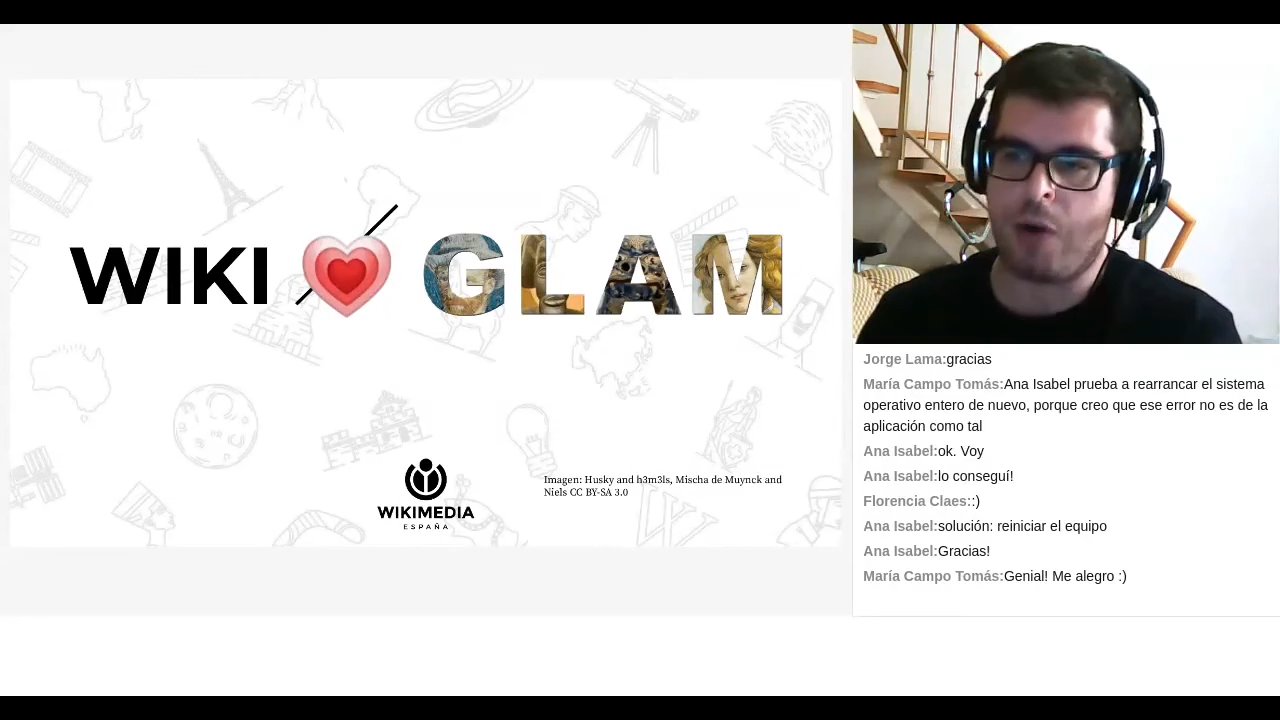 WIKI GLAM
WIKIMEDIA
ESPAÑA
Imagen: Husky and h3m3ls, Mischa de Muynck and
Niels CC BY-SA 3.0
Jorge Lama:gracias
María Campo Tomás:Ana Isabel prueba a rearrancar el sistema
operativo entero de nuevo, porque creo que ese error no es de la
aplicación como tal
Ana Isabel:ok. Voy
Ana Isabel:lo conseguí!
Florencia Claes::)
Ana Isabel:solución: reiniciar el equipo
Ana Isabel:Gracias!
María Campo Tomás:Genial! Me alegro :)